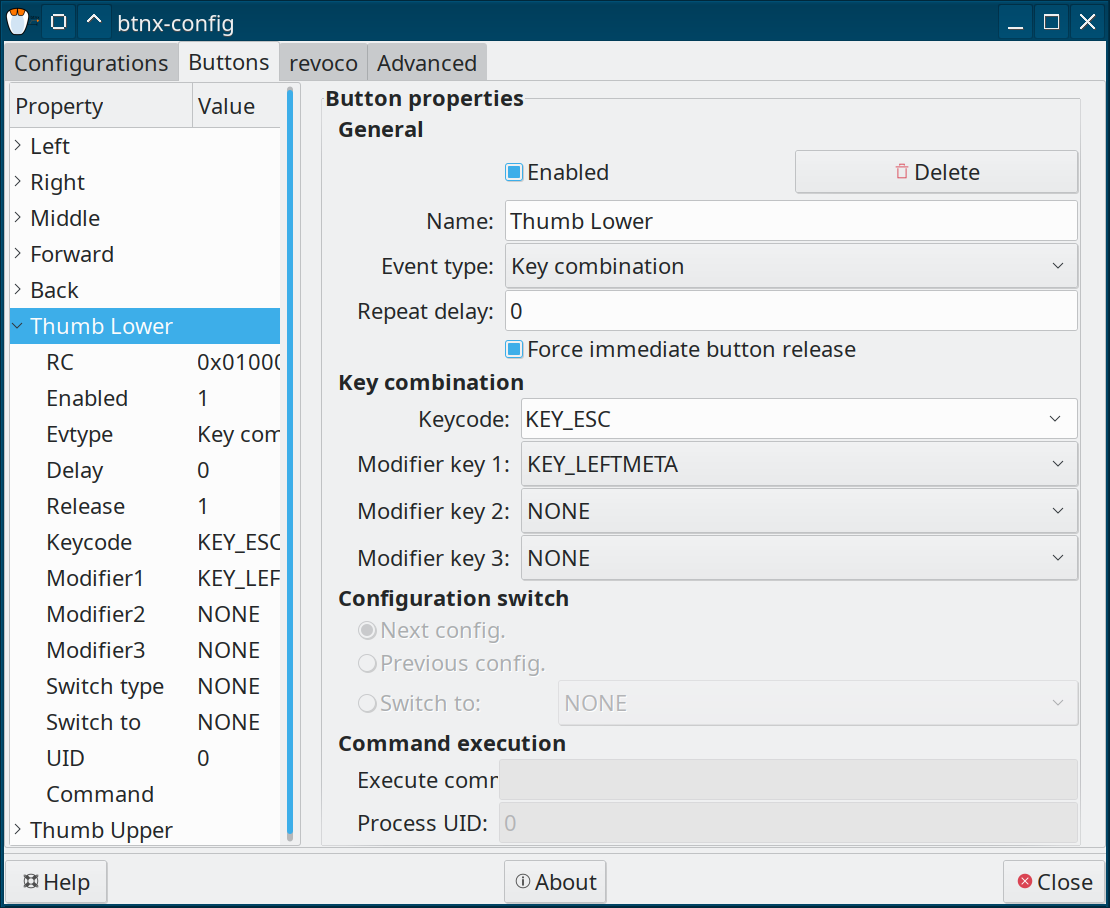 btnx-config
Configurations Buttons revoco Advanced
Property Value
Left
Right
Middle
Forward
Back
Thumb Lower
RC 0x01000
Enabled 1
Evtype Key com
Delay 0
Release 1
Keycode KEY_ESC
Modifier1 KEY_LEF
Modifier2 NONE
Modifier3 NONE
Switch type NONE
Switch to NONE
UID 0
Command
Thumb Upper
Button properties
General
Enabled Delete
Name: Thumb Lower
Event type: Key combination
Repeat delay: 0
Force immediate button release
Key combination
Keycode: KEY_ESC
Modifier key 1: KEY_LEFTMETA
Modifier key 2: NONE
Modifier key 3: NONE
Configuration switch
Next config.
Previous config.
Switch to: NONE
Command execution
Execute comm
Process UID: 0
Help About Close